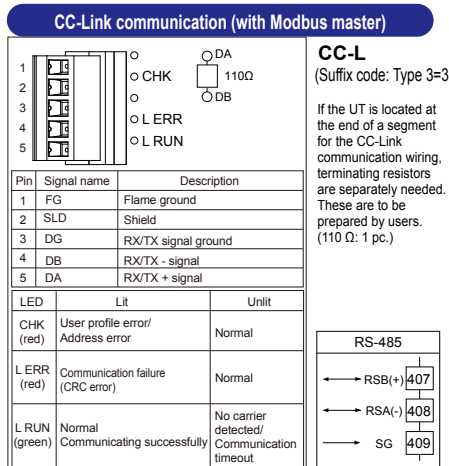 CC-Link communication (with Modbus master)
1
2
3
4
5
CHK
L ERR
L RUN
DA
110Ω
DB
CC-L
(Suffix code: Type 3=3
If the UT is located at
the end of a segment
for the CC-Link
communication wiring,
terminating resistors
are separately needed.
These are to be
prepared by users.
(110 Ω: 1 pc.)
Pin Signal name Description
1 FG Flame ground
2 SLD Shield
3 DG RX/TX signal ground
4 DB RX/TX - signal
5 DA RX/TX + signal
LED Lit Unlit
CHK
(red)
User profile error/
Address error
Normal
L ERR
(red)
Communication failure
(CRC error)
Normal
L RUN
(green)
Normal
Communicating successfully
No carrier
detected/
Communication
timeout
RS-485
RSB(+) 407
RSA(-) 408
SG 409